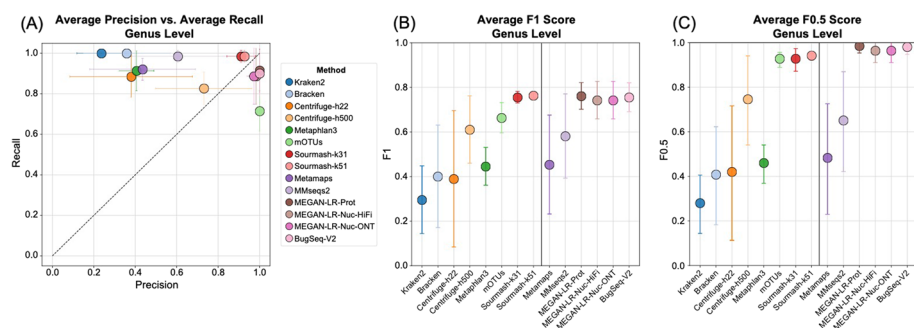 (A)
Average Precision vs. Average Recall
Genus Level
Recall
1.0
0.8
0.6
0.4
0.2
0.0
0.0
0.2
0.4
0.6
0.8
1.0
Precision
Method
Kraken2
Bracken
Centrifuge-h22
Centrifuge-h500
Metaphlan3
mOTUs
Sourmash-k31
Sourmash-k51
Metamaps
MMseqs2
MEGAN-LR-Prot
MEGAN-LR-Nuc-HiFi
MEGAN-LR-Nuc-ONT
BugSeq-V2
(B)
Average F1 Score
Genus Level
F1
1
0.8
0.6
0.4
0.2
0
Kraken2
Bracken
Centrifuge-h22
Centrifuge-h500
Metaphlan3
mOTUs
Sourmash-k31
Sourmash-k51
Metamaps
MMseqs2
MEGAN-LR-Prot
MEGAN-LR-Nuc-HiFi
MEGAN-LR-Nuc-ONT
BugSeq-V2
(C)
Average F0.5 Score
Genus Level
F0.5
1.0
0.8
0.6
0.4
0.2
0.0
Kraken2
Bracken
Centrifuge-h22
Centrifuge-h500
Metaphlan3
mOTUs
Sourmash-k31
Sourmash-k51
Metamaps
MMseqs2
MEGAN-LR-Prot
MEGAN-LR-Nuc-HiFi
MEGAN-LR-Nuc-ONT
BugSeq-V2